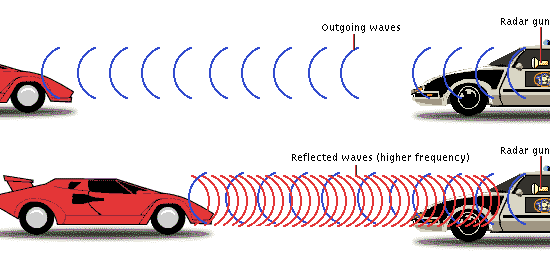 Outgoing waves
Radar gun
Reflected waves (higher frequency)
Radar gun